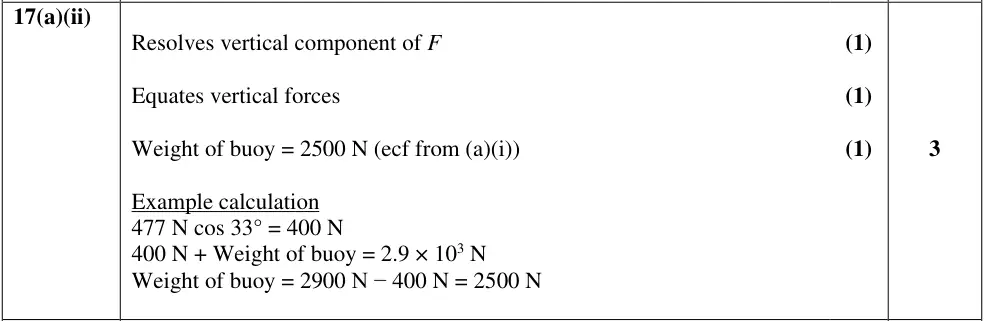 17(a)(ii)
Resolves vertical component of F (1)
Equates vertical forces (1)
Weight of buoy = 2500 N (ecf from (a)(i)) (1) 3
Example calculation
477 N cos 33° = 400 N
400 N + Weight of buoy = 2.9 × 10³ N
Weight of buoy = 2900 N − 400 N = 2500 N